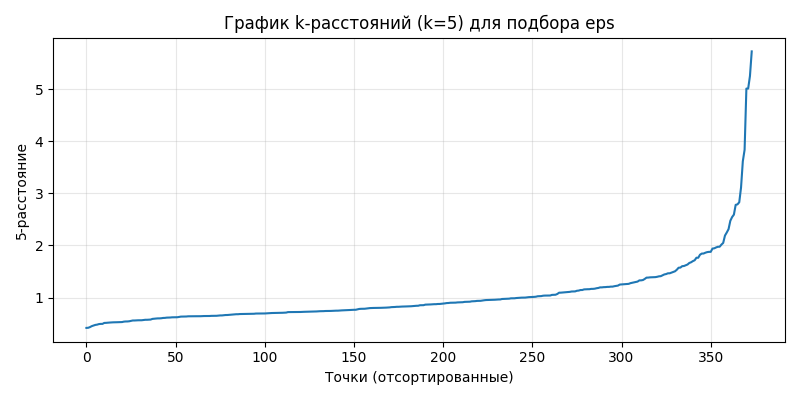 График k-расстояний (k=5) для подбора eps
5-расстояние
5
4
3
2
1
0 50 100 150 200 250 300 350
Точки (отсортированные)